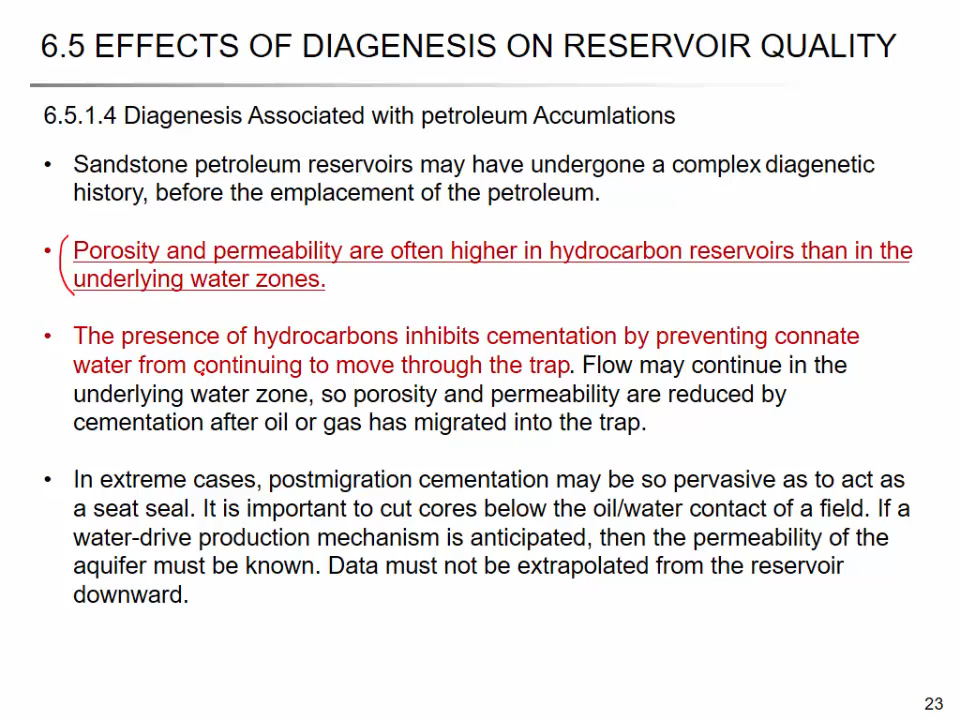 6.5 EFFECTS OF DIAGENESIS ON RESERVOIR QUALITY
6.5.1.4 Diagenesis Associated with petroleum Accumlations
• Sandstone petroleum reservoirs may have undergone a complex diagenetic
history, before the emplacement of the petroleum.
• Porosity and permeability are often higher in hydrocarbon reservoirs than in the
underlying water zones.
• The presence of hydrocarbons inhibits cementation by preventing connate
water from continuing to move through the trap. Flow may continue in the
underlying water zone, so porosity and permeability are reduced by
cementation after oil or gas has migrated into the trap.
• In extreme cases, postmigration cementation may be so pervasive as to act as
a seat seal. It is important to cut cores below the oil/water contact of a field. If a
water-drive production mechanism is anticipated, then the permeability of the
aquifer must be known. Data must not be extrapolated from the reservoir
downward.
23